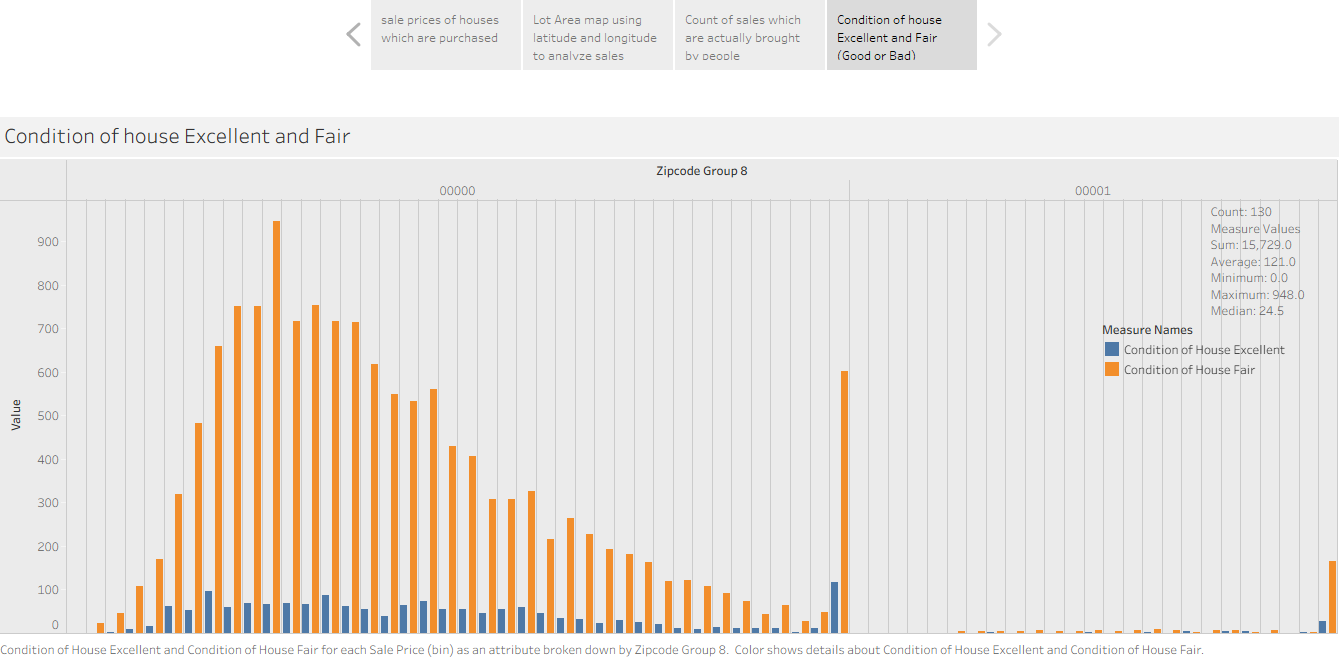 sale prices of houses
which are purchased
Lot Area map using
latitude and longitude
to analyze sales
Count of sales which
are actually brought
by people
Condition of house
Excellent and Fair
(Good or Bad)
Condition of house Excellent and Fair
Zipcode Group 8
00000
00001
Count: 130
Measure Values
Sum: 15,729.0
Average: 121.0
Minimum: 0.0
Maximum: 948.0
Median: 24.5
Measure Names
Condition of House Excellent
Condition of House Fair
Value
900
800
700
600
500
400
300
200
100
0
Condition of House Excellent and Condition of House Fair for each Sale Price (bin) as an attribute broken down by Zipcode Group 8.  Color shows details about Condition of House Excellent and Condition of House Fair.